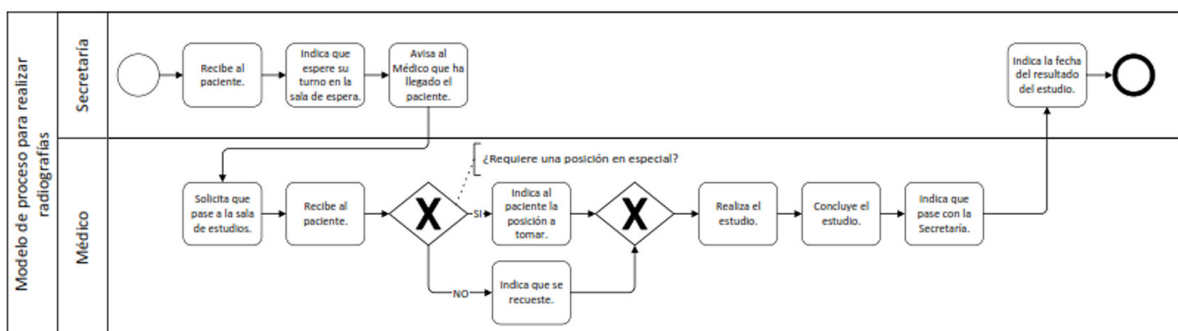 Modelo de proceso para realizar
radiografías
Secretaría
Recibe al
paciente.
Indica que
espere su
turno en la
sala de espera.
Avisa al
Médico que ha
llegado el
paciente.
Indica la fecha
del resultado
del estudio.
Médico
¿Requiere una posición en especial?
Solicita que
pase a la sala
de estudios.
Recibe al
paciente.
X
SI
Indica al
paciente la
posición a
tomar.
X
Realiza el
estudio.
Concluye el
estudio.
Indica que
pase con la
Secretaría.
NO
Indica que se
recueste.